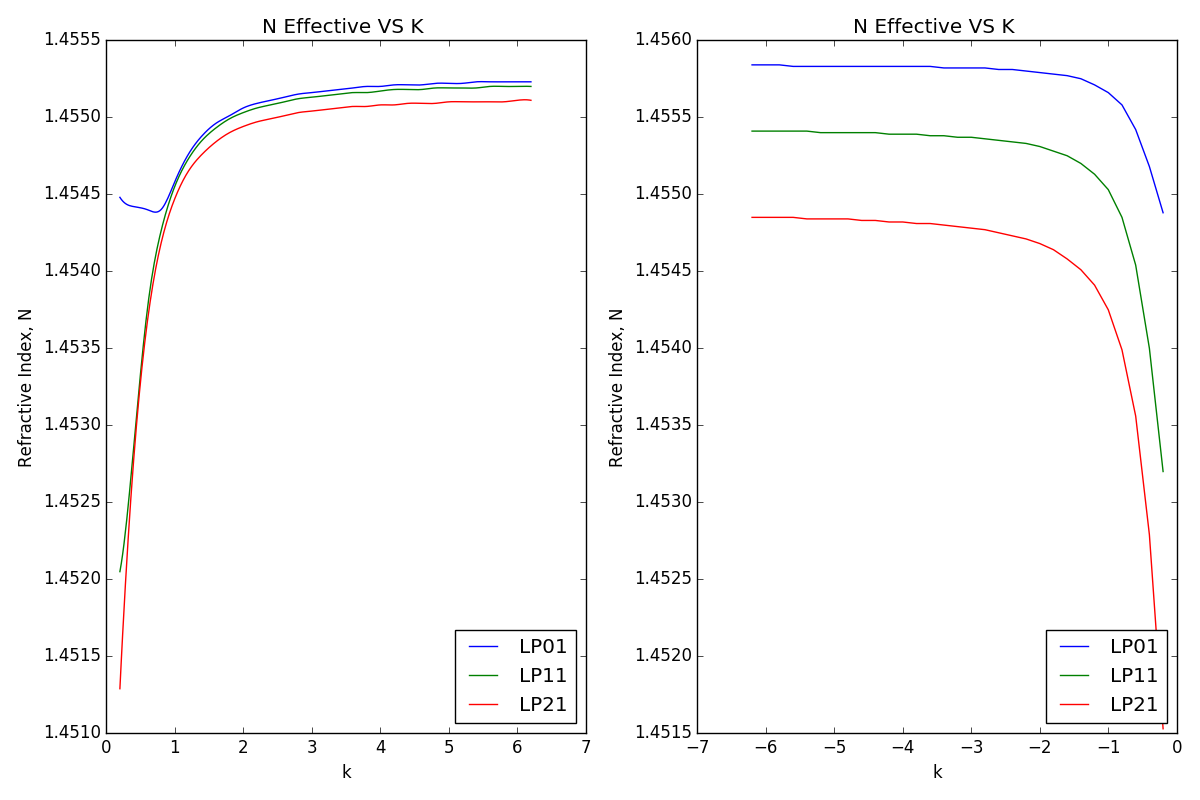 N Effective VS K
1.4555
1.4550
1.4545
1.4540
1.4535
1.4530
1.4525
1.4520
1.4515
1.4510
Refractive Index, N
0 1 2 3 4 5 6 7
k
LP01
LP11
LP21
N Effective VS K
1.4560
1.4555
1.4550
1.4545
1.4540
1.4535
1.4530
1.4525
1.4520
1.4515
Refractive Index, N
−7 −6 −5 −4 −3 −2 −1 0
k
LP01
LP11
LP21